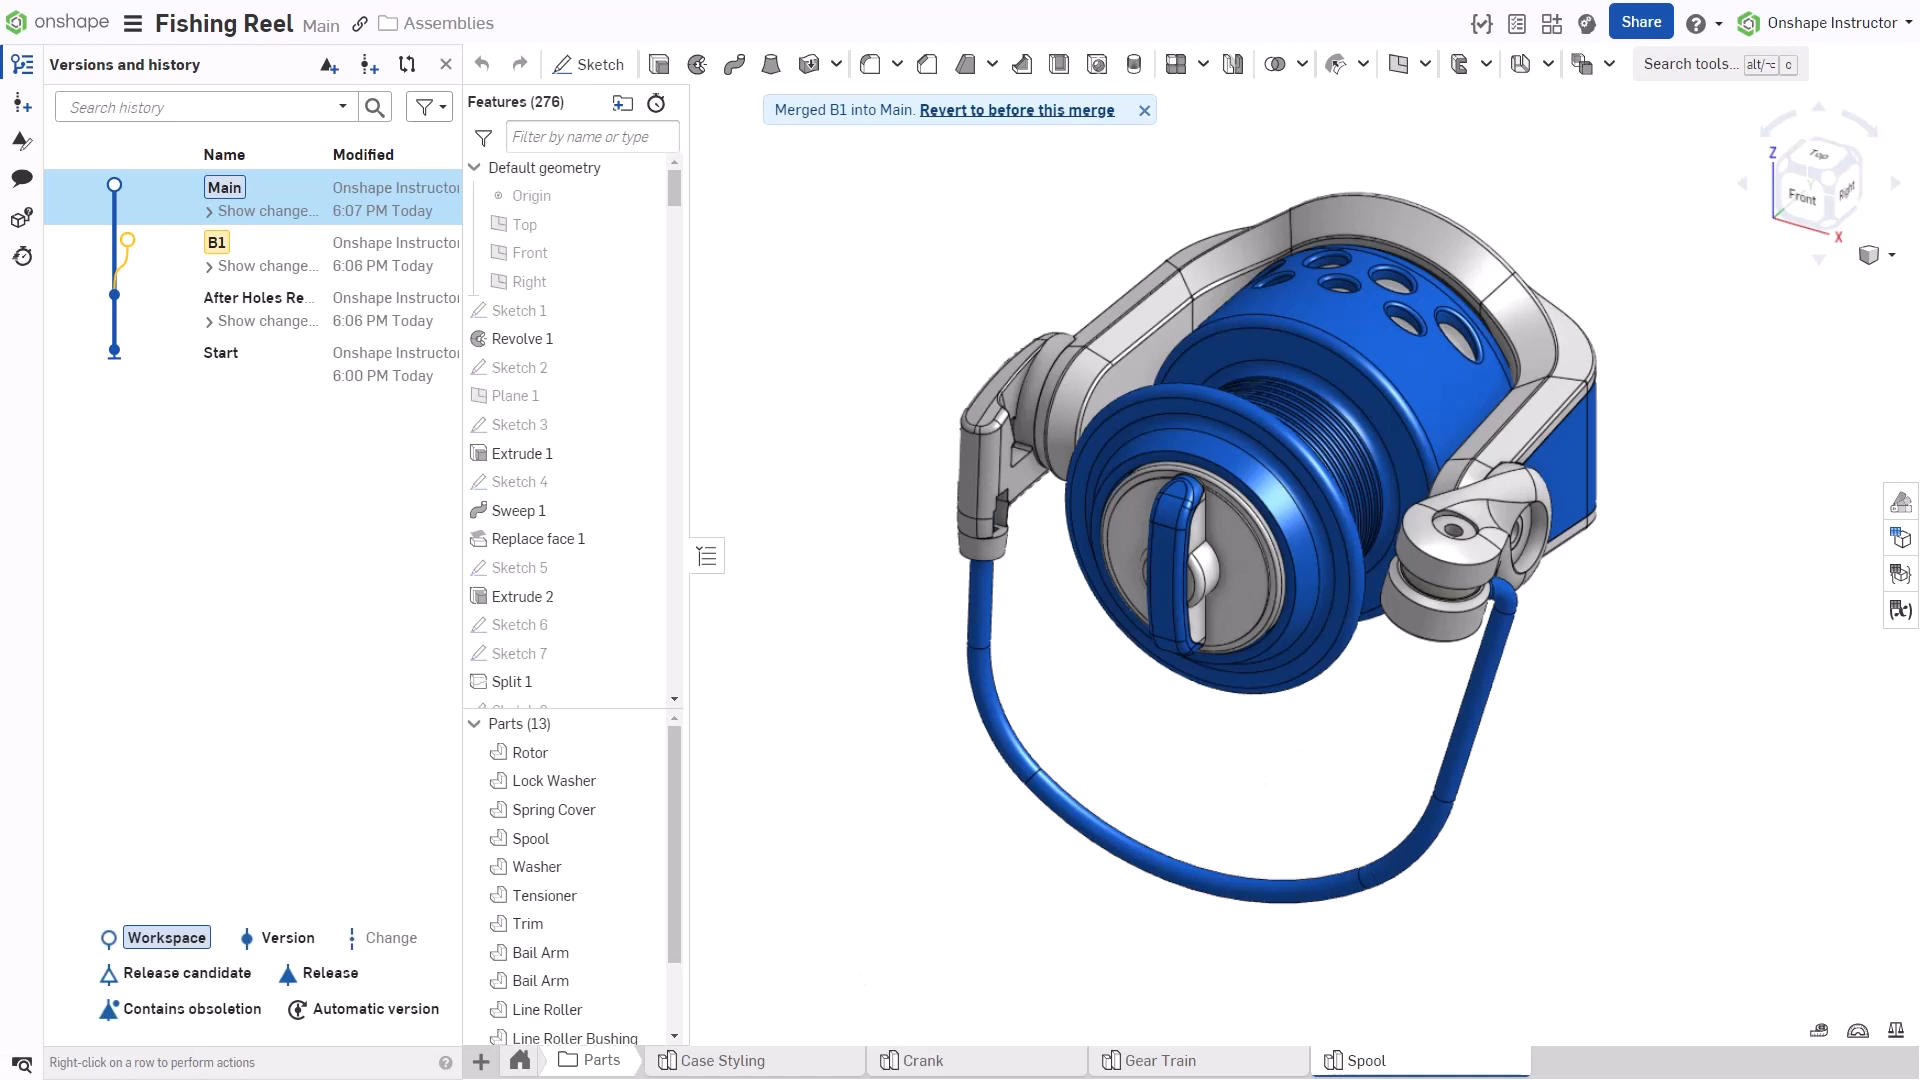 onshape Fishing Reel Main Assemblies Share Onshape Instructor
Versions and history
Sketch
Search tools... alt/⌥ c
Search history
Name Modified
Main Onshape Instructor
Show change... 6:07 PM Today
B1 Onshape Instructor
Show change... 6:06 PM Today
After Holes Re... Onshape Instructor
Show change... 6:06 PM Today
Start Onshape Instructor
6:00 PM Today
Workspace Version Change
Release candidate Release
Contains obsoletion Automatic version
Right-click on a row to perform actions
Features (276)
Filter by name or type
Default geometry
Origin
Top
Front
Right
Sketch 1
Revolve 1
Sketch 2
Plane 1
Sketch 3
Extrude 1
Sketch 4
Sweep 1
Replace face 1
Sketch 5
Extrude 2
Sketch 6
Sketch 7
Split 1
Parts (13)
Rotor
Lock Washer
Spring Cover
Spool
Washer
Tensioner
Trim
Bail Arm
Bail Arm
Line Roller
Line Roller Bushing
Merged B1 into Main. Revert to before this merge
Z
Top
Front
Right
X
Parts
Case Styling
Crank
Gear Train
Spool